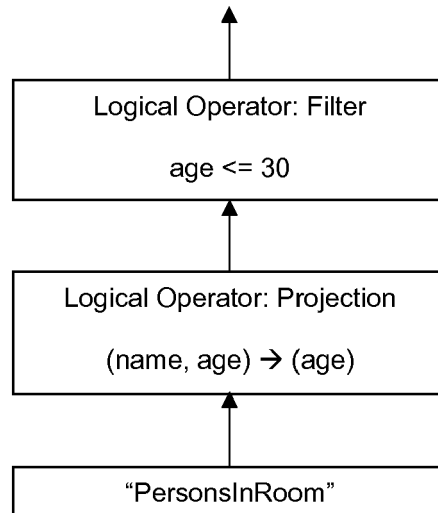 Logical Operator: Filter
age <= 30
Logical Operator: Projection
(name, age) → (age)
“PersonsInRoom”